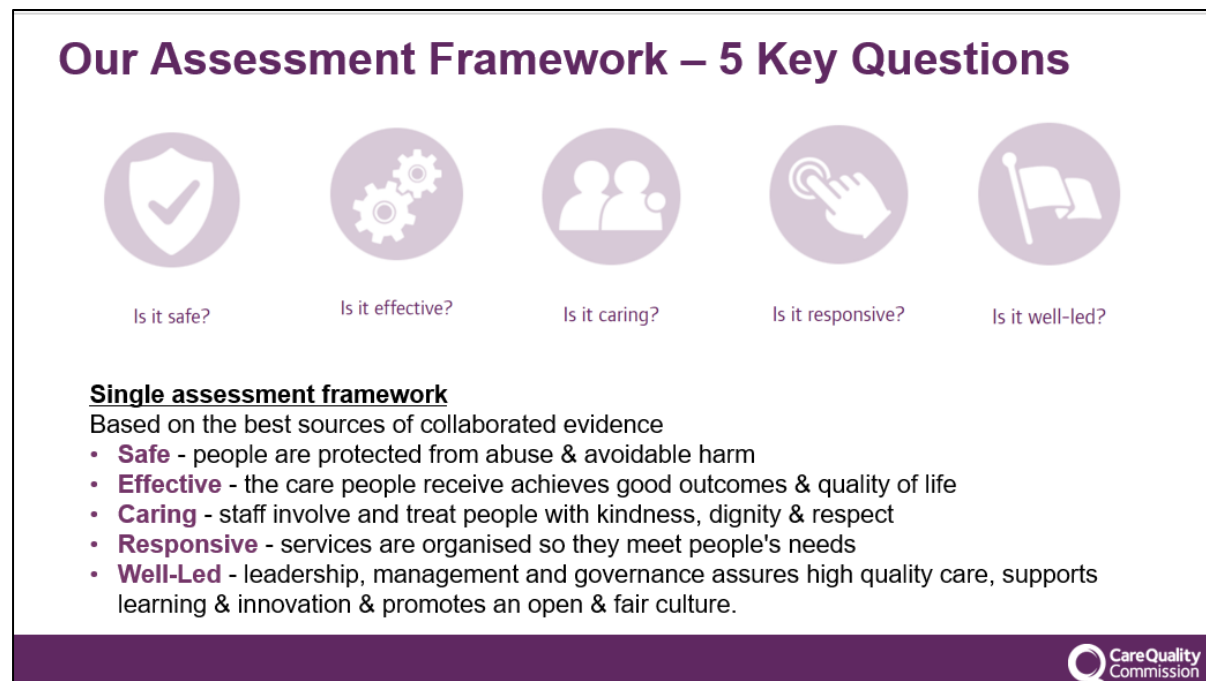 Our Assessment Framework – 5 Key Questions
Is it safe?
Is it effective?
Is it caring?
Is it responsive?
Is it well-led?
Single assessment framework
Based on the best sources of collaborated evidence
• Safe - people are protected from abuse & avoidable harm
• Effective - the care people receive achieves good outcomes & quality of life
• Caring - staff involve and treat people with kindness, dignity & respect
• Responsive - services are organised so they meet people's needs
• Well-Led - leadership, management and governance assures high quality care, supports
learning & innovation & promotes an open & fair culture.
CareQuality
Commission